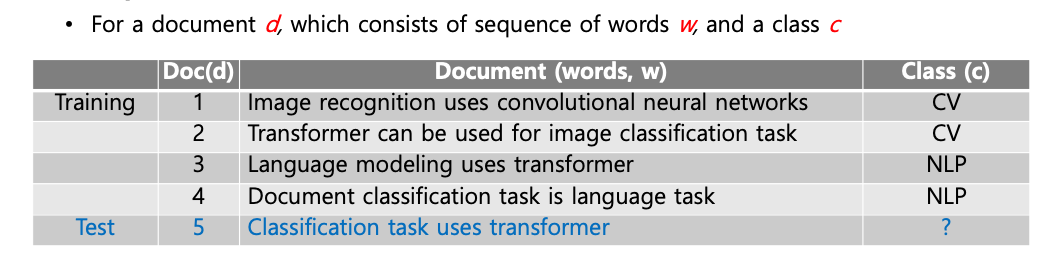 • For a document d, which consists of sequence of words w, and a class c
Doc(d) Document (words, w) Class (c)
Training 1 Image recognition uses convolutional neural networks CV
2 Transformer can be used for image classification task CV
3 Language modeling uses transformer NLP
4 Document classification task is language task NLP
Test 5 Classification task uses transformer ?